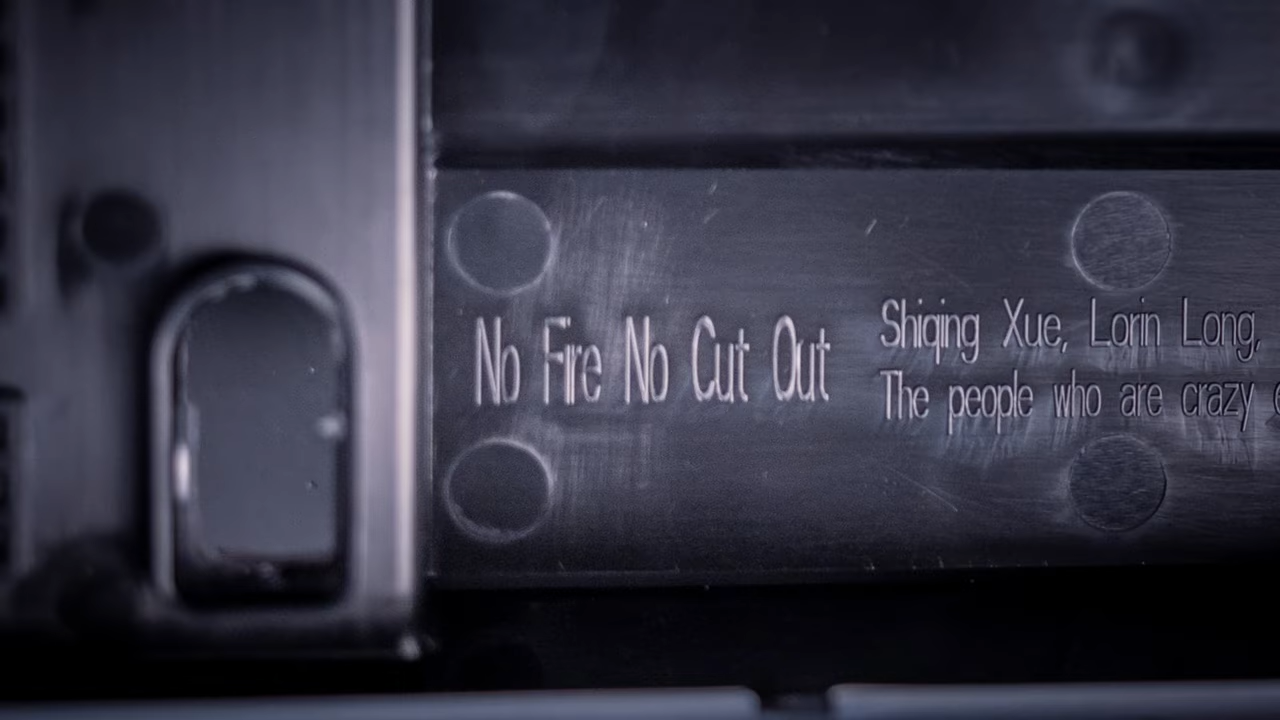 No Fire No Cut Out
Shiqing Xue, Lorin Long,
The people who are crazy